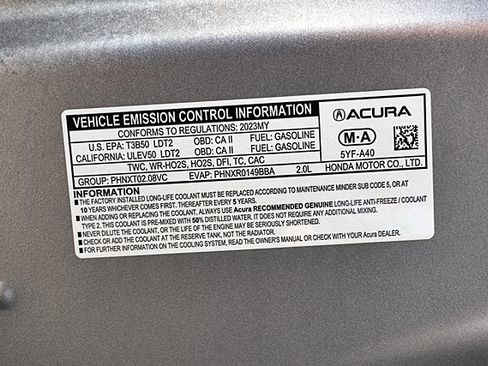 VEHICLE EMISSION CONTROL INFORMATION
CONFORMS TO REGULATIONS: 2023MY
U.S. EPA: T3B50 LDT2 OBD: CA II FUEL: GASOLINE
CALIFORNIA: ULEV50 LDT2 OBD: CA II FUEL: GASOLINE
TWC, WR-HO2S, HO2S, DFI, TC, CAC
GROUP: PHNXT02.08VC EVAP: PHNXR0149BBA 2.0L
ACURA
M-A
5YF-A40
HONDA MOTOR CO., LTD.
INFORMATION
■ THE FACTORY INSTALLED LONG-LIFE COOLANT MUST BE REPLACED ACCORDING TO MAINTENANCE MINDER SUB CODE 5, OR AT
10 YEARS WHICHEVER COMES FIRST. THEREAFTER EVERY 5 YEARS.
■ WHEN ADDING OR REPLACING THE COOLANT, ALWAYS USE Acura RECOMMENDED GENUINE LONG-LIFE ANTI-FREEZE / COOLANT
TYPE 2. THIS COOLANT IS PRE-MIXED WITH 50% DISTILLED WATER. IT DOES NOT REQUIRE ANY ADDITIONAL MIXING.
■ NEVER DILUTE THE COOLANT, OR THE LIFE OF THE ENGINE MAY BE SERIOUSLY SHORTENED.
■ CHECK OR ADD THE COOLANT AT THE RESERVE TANK, NOT THE RADIATOR.
■ FOR FURTHER INFORMATION ON THE COOLING SYSTEM, READ THE OWNER'S MANUAL OR CHECK WITH YOUR Acura DEALER.